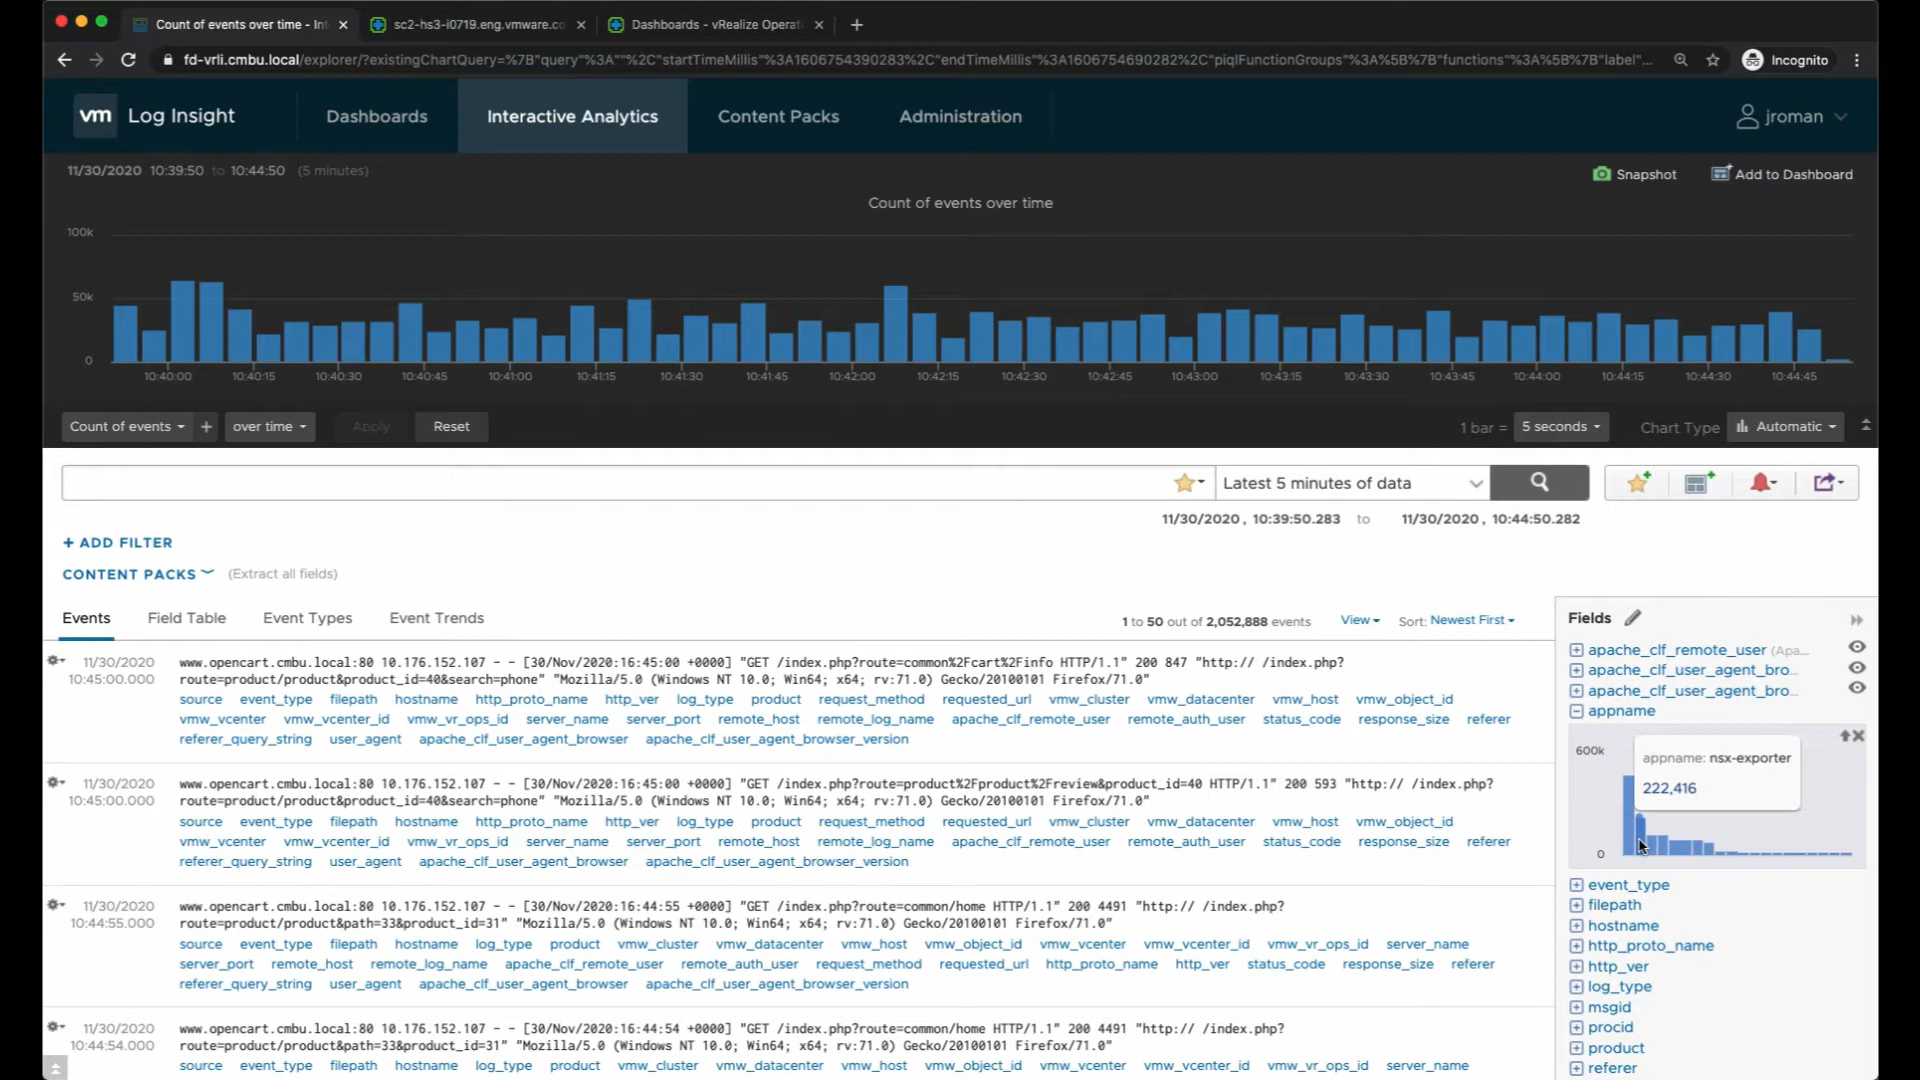 Count of events over time - Int
sc2-hs3-i0719.eng.vmware.co
Dashboards - vRealize Operat
fd-vrli.cmbu.local/explorer/?existingChartQuery=%7B"query"%3A""%2C"startTimeMillis"%3A1606754390283%2C"endTimeMillis"%3A1606754690282%2C"piqlFunctionGroups"%3A%5B%7B"functions"%3A%5B%7B"label"...
Incognito
vm Log Insight
Dashboards
Interactive Analytics
Content Packs
Administration
jroman
11/30/2020 10:39:50 to 10:44:50 (5 minutes)
Snapshot
Add to Dashboard
Count of events over time
100k
50k
0
10:40:00 10:40:15 10:40:30 10:40:45 10:41:00 10:41:15 10:41:30 10:41:45 10:42:00 10:42:15 10:42:30 10:42:45 10:43:00 10:43:15 10:43:30 10:43:45 10:44:00 10:44:15 10:44:30 10:44:45
Count of events + over time Apply Reset
1 bar = 5 seconds Chart Type Automatic
Latest 5 minutes of data
11/30/2020 , 10:39:50.283 to 11/30/2020 , 10:44:50.282
+ ADD FILTER
CONTENT PACKS (Extract all fields)
Events Field Table Event Types Event Trends
1 to 50 out of 2,052,888 events View Sort: Newest First
11/30/2020
10:45:00.000
www.opencart.cmbu.local:80 10.176.152.107 - - [30/Nov/2020:16:45:00 +0000] "GET /index.php?route=common%2Fcart%2Finfo HTTP/1.1" 200 847 "http:// /index.php?
route=product/product&product_id=40&search=phone" "Mozilla/5.0 (Windows NT 10.0; Win64; x64; rv:71.0) Gecko/20100101 Firefox/71.0"
source event_type filepath hostname http_proto_name http_ver log_type product request_method requested_url vmw_cluster vmw_datacenter vmw_host vmw_object_id
vmw_vcenter vmw_vcenter_id vmw_vr_ops_id server_name server_port remote_host remote_log_name apache_clf_remote_user remote_auth_user status_code response_size referer
referer_query_string user_agent apache_clf_user_agent_browser apache_clf_user_agent_browser_version
11/30/2020
10:45:00.000
www.opencart.cmbu.local:80 10.176.152.107 - - [30/Nov/2020:16:45:00 +0000] "GET /index.php?route=product%2Fproduct%2Freview&product_id=40 HTTP/1.1" 200 593 "http:// /index.php?
route=product/product&product_id=40&search=phone" "Mozilla/5.0 (Windows NT 10.0; Win64; x64; rv:71.0) Gecko/20100101 Firefox/71.0"
source event_type filepath hostname http_proto_name http_ver log_type product request_method requested_url vmw_cluster vmw_datacenter vmw_host vmw_object_id
vmw_vcenter vmw_vcenter_id vmw_vr_ops_id server_name server_port remote_host remote_log_name apache_clf_remote_user remote_auth_user status_code response_size referer
referer_query_string user_agent apache_clf_user_agent_browser apache_clf_user_agent_browser_version
11/30/2020
10:44:55.000
www.opencart.cmbu.local:80 10.176.152.107 - - [30/Nov/2020:16:44:55 +0000] "GET /index.php?route=common/home HTTP/1.1" 200 4491 "http:// /index.php?
route=product/product&path=33&product_id=31" "Mozilla/5.0 (Windows NT 10.0; Win64; x64; rv:71.0) Gecko/20100101 Firefox/71.0"
source event_type filepath hostname log_type product vmw_cluster vmw_datacenter vmw_host vmw_object_id vmw_vcenter vmw_vcenter_id vmw_vr_ops_id server_name
server_port remote_host remote_log_name apache_clf_remote_user remote_auth_user request_method requested_url http_proto_name http_ver status_code response_size referer
referer_query_string user_agent apache_clf_user_agent_browser apache_clf_user_agent_browser_version
11/30/2020
10:44:54.000
www.opencart.cmbu.local:80 10.176.152.107 - - [30/Nov/2020:16:44:54 +0000] "GET /index.php?route=common/home HTTP/1.1" 200 4491 "http:// /index.php?
route=product/product&path=33&product_id=31" "Mozilla/5.0 (Windows NT 10.0; Win64; x64; rv:71.0) Gecko/20100101 Firefox/71.0"
source event_type filepath hostname log_type product vmw_cluster vmw_datacenter vmw_host vmw_object_id vmw_vcenter vmw_vcenter_id vmw_vr_ops_id server_name
Fields
apache_clf_remote_user (Apa...
apache_clf_user_agent_bro...
apache_clf_user_agent_bro...
appname
600k
appname: nsx-exporter
222,416
0
event_type
filepath
hostname
http_proto_name
http_ver
log_type
msgid
procid
product
referer